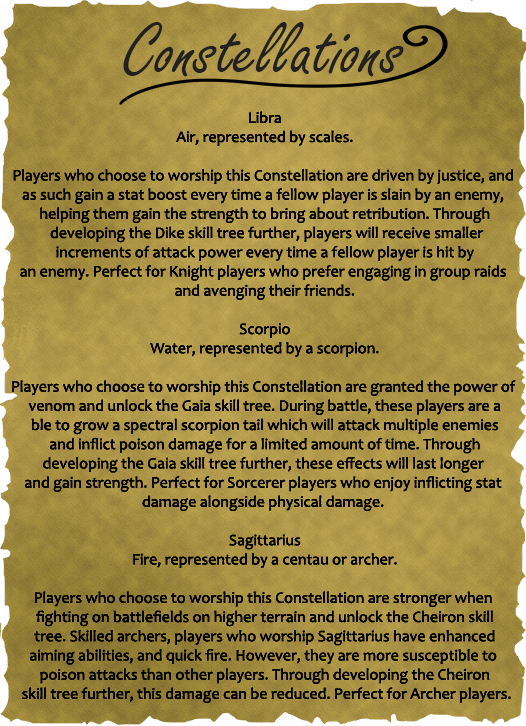 Constellations
Libra
Air, represented by scales.
Players who choose to worship this Constellation are driven by justice, and
as such gain a stat boost every time a fellow player is slain by an enemy,
helping them gain the strength to bring about retribution. Through
developing the Dike skill tree further, players will receive smaller
increments of attack power every time a fellow player is hit by
an enemy. Perfect for Knight players who prefer engaging in group raids
and avenging their friends.
Scorpio
Water, represented by a scorpion.
Players who choose to worship this Constellation are granted the power of
venom and unlock the Gaia skill tree. During battle, these players are a
ble to grow a spectral scorpion tail which will attack multiple enemies
and inflict poison damage for a limited amount of time. Through
developing the Gaia skill tree further, these effects will last longer
and gain strength. Perfect for Sorcerer players who enjoy inflicting stat
damage alongside physical damage.
Sagittarius
Fire, represented by a centau or archer.
Players who choose to worship this Constellation are stronger when
fighting on battlefields on higher terrain and unlock the Cheiron skill
tree. Skilled archers, players who worship Sagittarius have enhanced
aiming abilities, and quick fire. However, they are more susceptible to
poison attacks than other players. Through developing the Cheiron
skill tree further, this damage can be reduced. Perfect for Archer players.